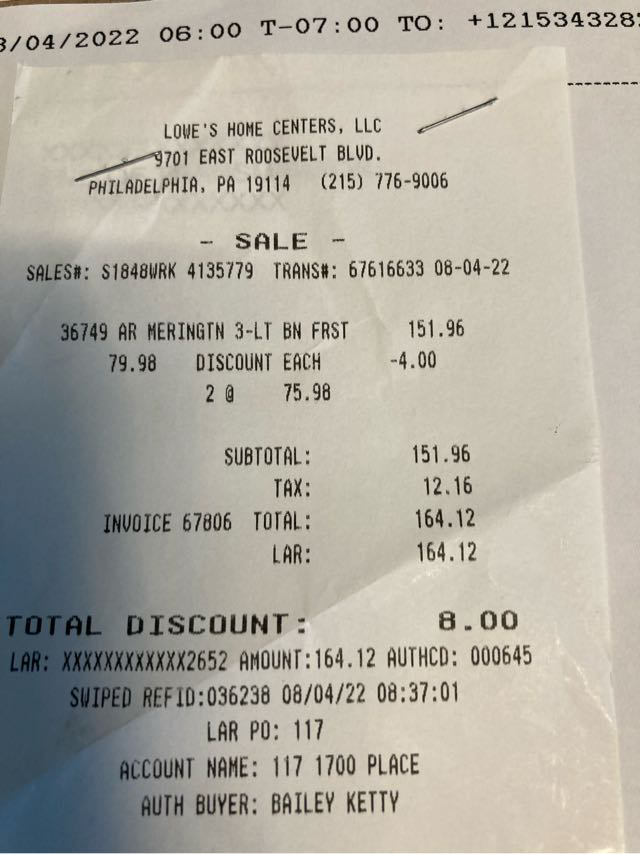 /04/2022 06:00 T-07:00 TO: +121534328
LOWE'S HOME CENTERS, LLC
9701 EAST ROOSEVELT BLVD.
PHILADELPHIA, PA 19114 (215) 776-9006
- SALE -
SALES#: S1848WRK 4135779 TRANS#: 67616633 08-04-22
36749 AR MERINGTN 3-LT BN FRST 151.96
79.98 DISCOUNT EACH -4.00
2 @ 75.98
SUBTOTAL: 151.96
TAX: 12.16
INVOICE 67806 TOTAL: 164.12
LAR: 164.12
TOTAL DISCOUNT: 8.00
LAR: XXXXXXXXXXXX2652 AMOUNT:164.12 AUTHCD: 000645
SWIPED REFID:036238 08/04/22 08:37:01
LAR PO: 117
ACCOUNT NAME: 117 1700 PLACE
AUTH BUYER: BAILEY KETTY